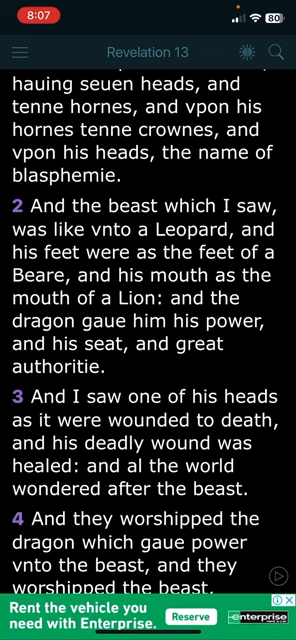 8:07
80
Revelation 13
hauing seuen heads, and
tenne hornes, and vpon his
hornes tenne crownes, and
vpon his heads, the name of
blasphemie.
2 And the beast which I saw,
was like vnto a Leopard, and
his feet were as the feet of a
Beare, and his mouth as the
mouth of a Lion: and the
dragon gaue him his power,
and his seat, and great
authoritie.
3 And I saw one of his heads
as it were wounded to death,
and his deadly wound was
healed: and al the world
wondered after the beast.
4 And they worshipped the
dragon which gaue power
vnto the beast, and they
worshipped the beast,
Rent the vehicle you
need with Enterprise.
Reserve
enterprise